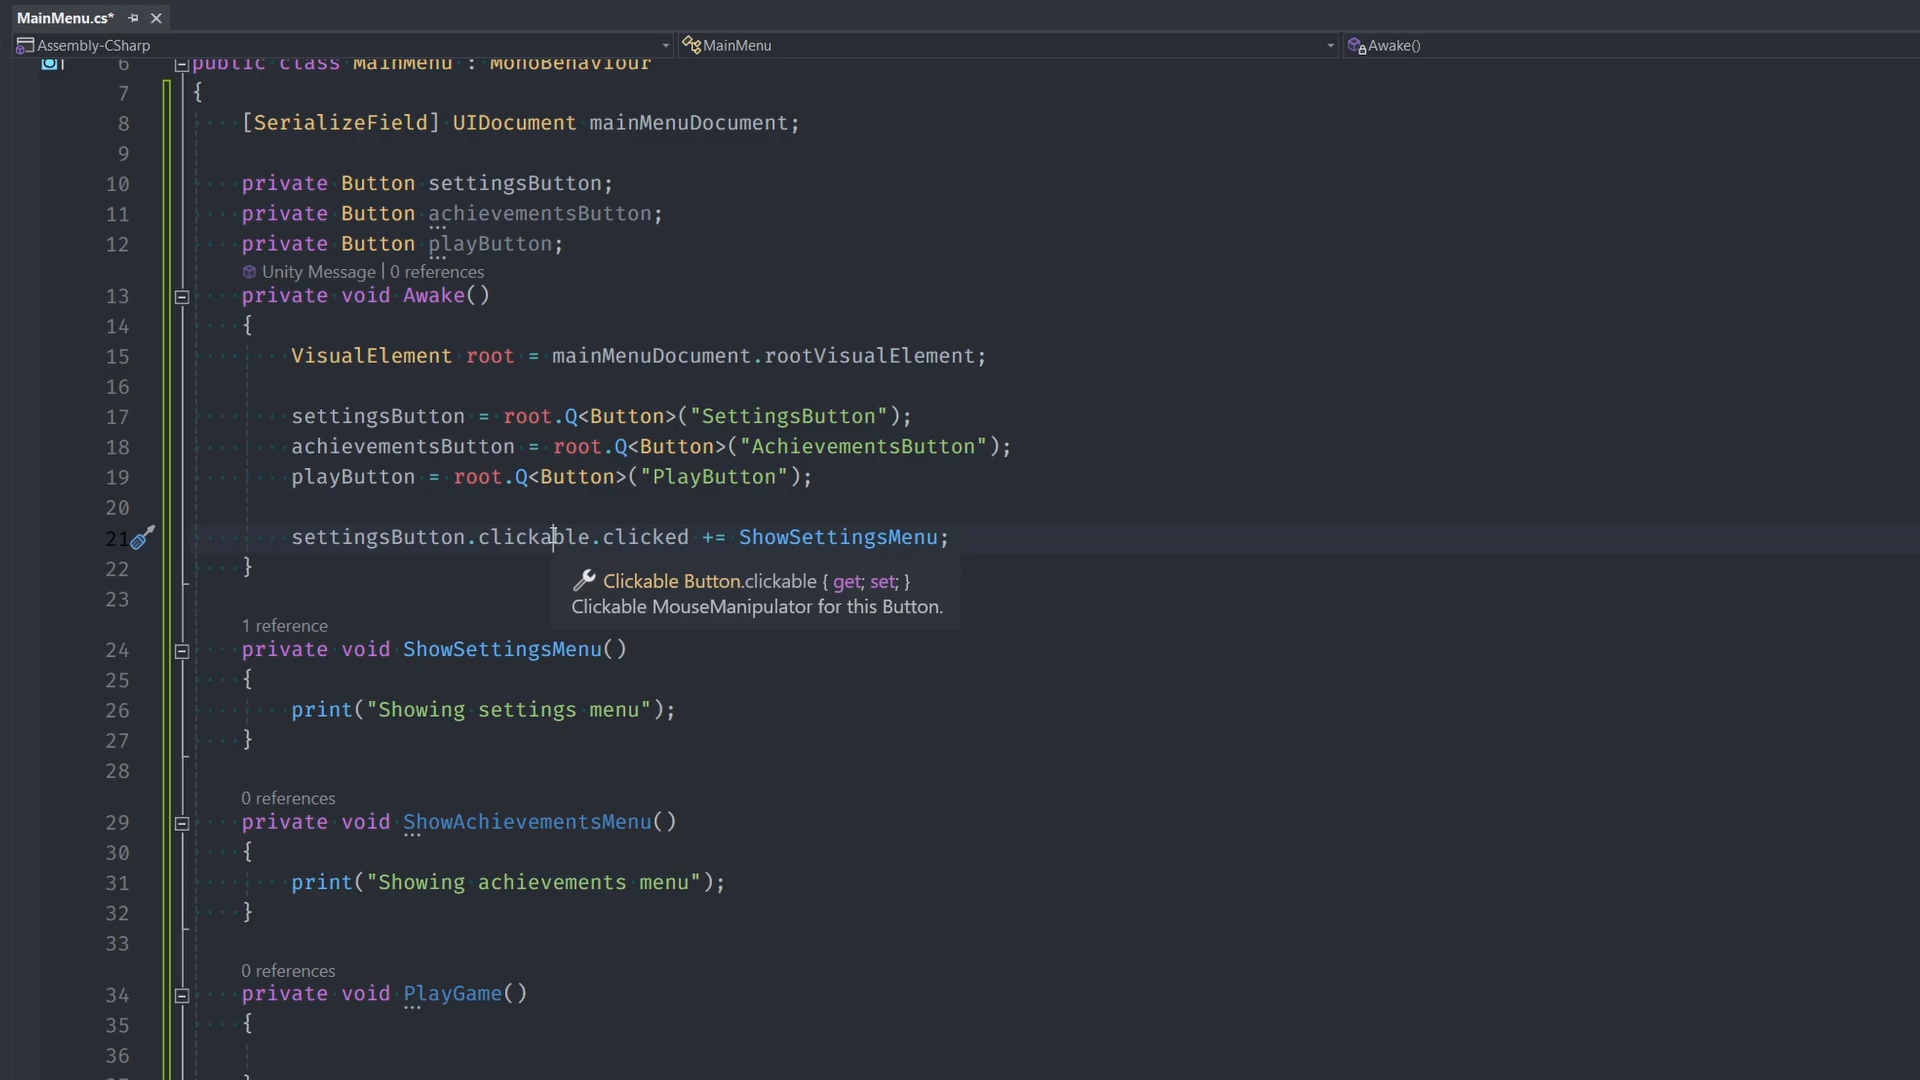 MainMenu.cs*
Assembly-CSharp
MainMenu
Awake()
6 public class MainMenu : MonoBehaviour
7 {
8 [SerializeField] UIDocument mainMenuDocument;
9
10 private Button settingsButton;
11 private Button achievementsButton;
12 private Button playButton;
Unity Message | 0 references
13 private void Awake()
14 {
15 VisualElement root = mainMenuDocument.rootVisualElement;
16
17 settingsButton = root.Q<Button>("SettingsButton");
18 achievementsButton = root.Q<Button>("AchievementsButton");
19 playButton = root.Q<Button>("PlayButton");
20
21 settingsButton.clickable.clicked += ShowSettingsMenu;
22 }
Clickable Button.clickable { get; set; }
Clickable MouseManipulator for this Button.
23
1 reference
24 private void ShowSettingsMenu()
25 {
26 print("Showing settings menu");
27 }
28
0 references
29 private void ShowAchievementsMenu()
30 {
31 print("Showing achievements menu");
32 }
33
0 references
34 private void PlayGame()
35 {
36